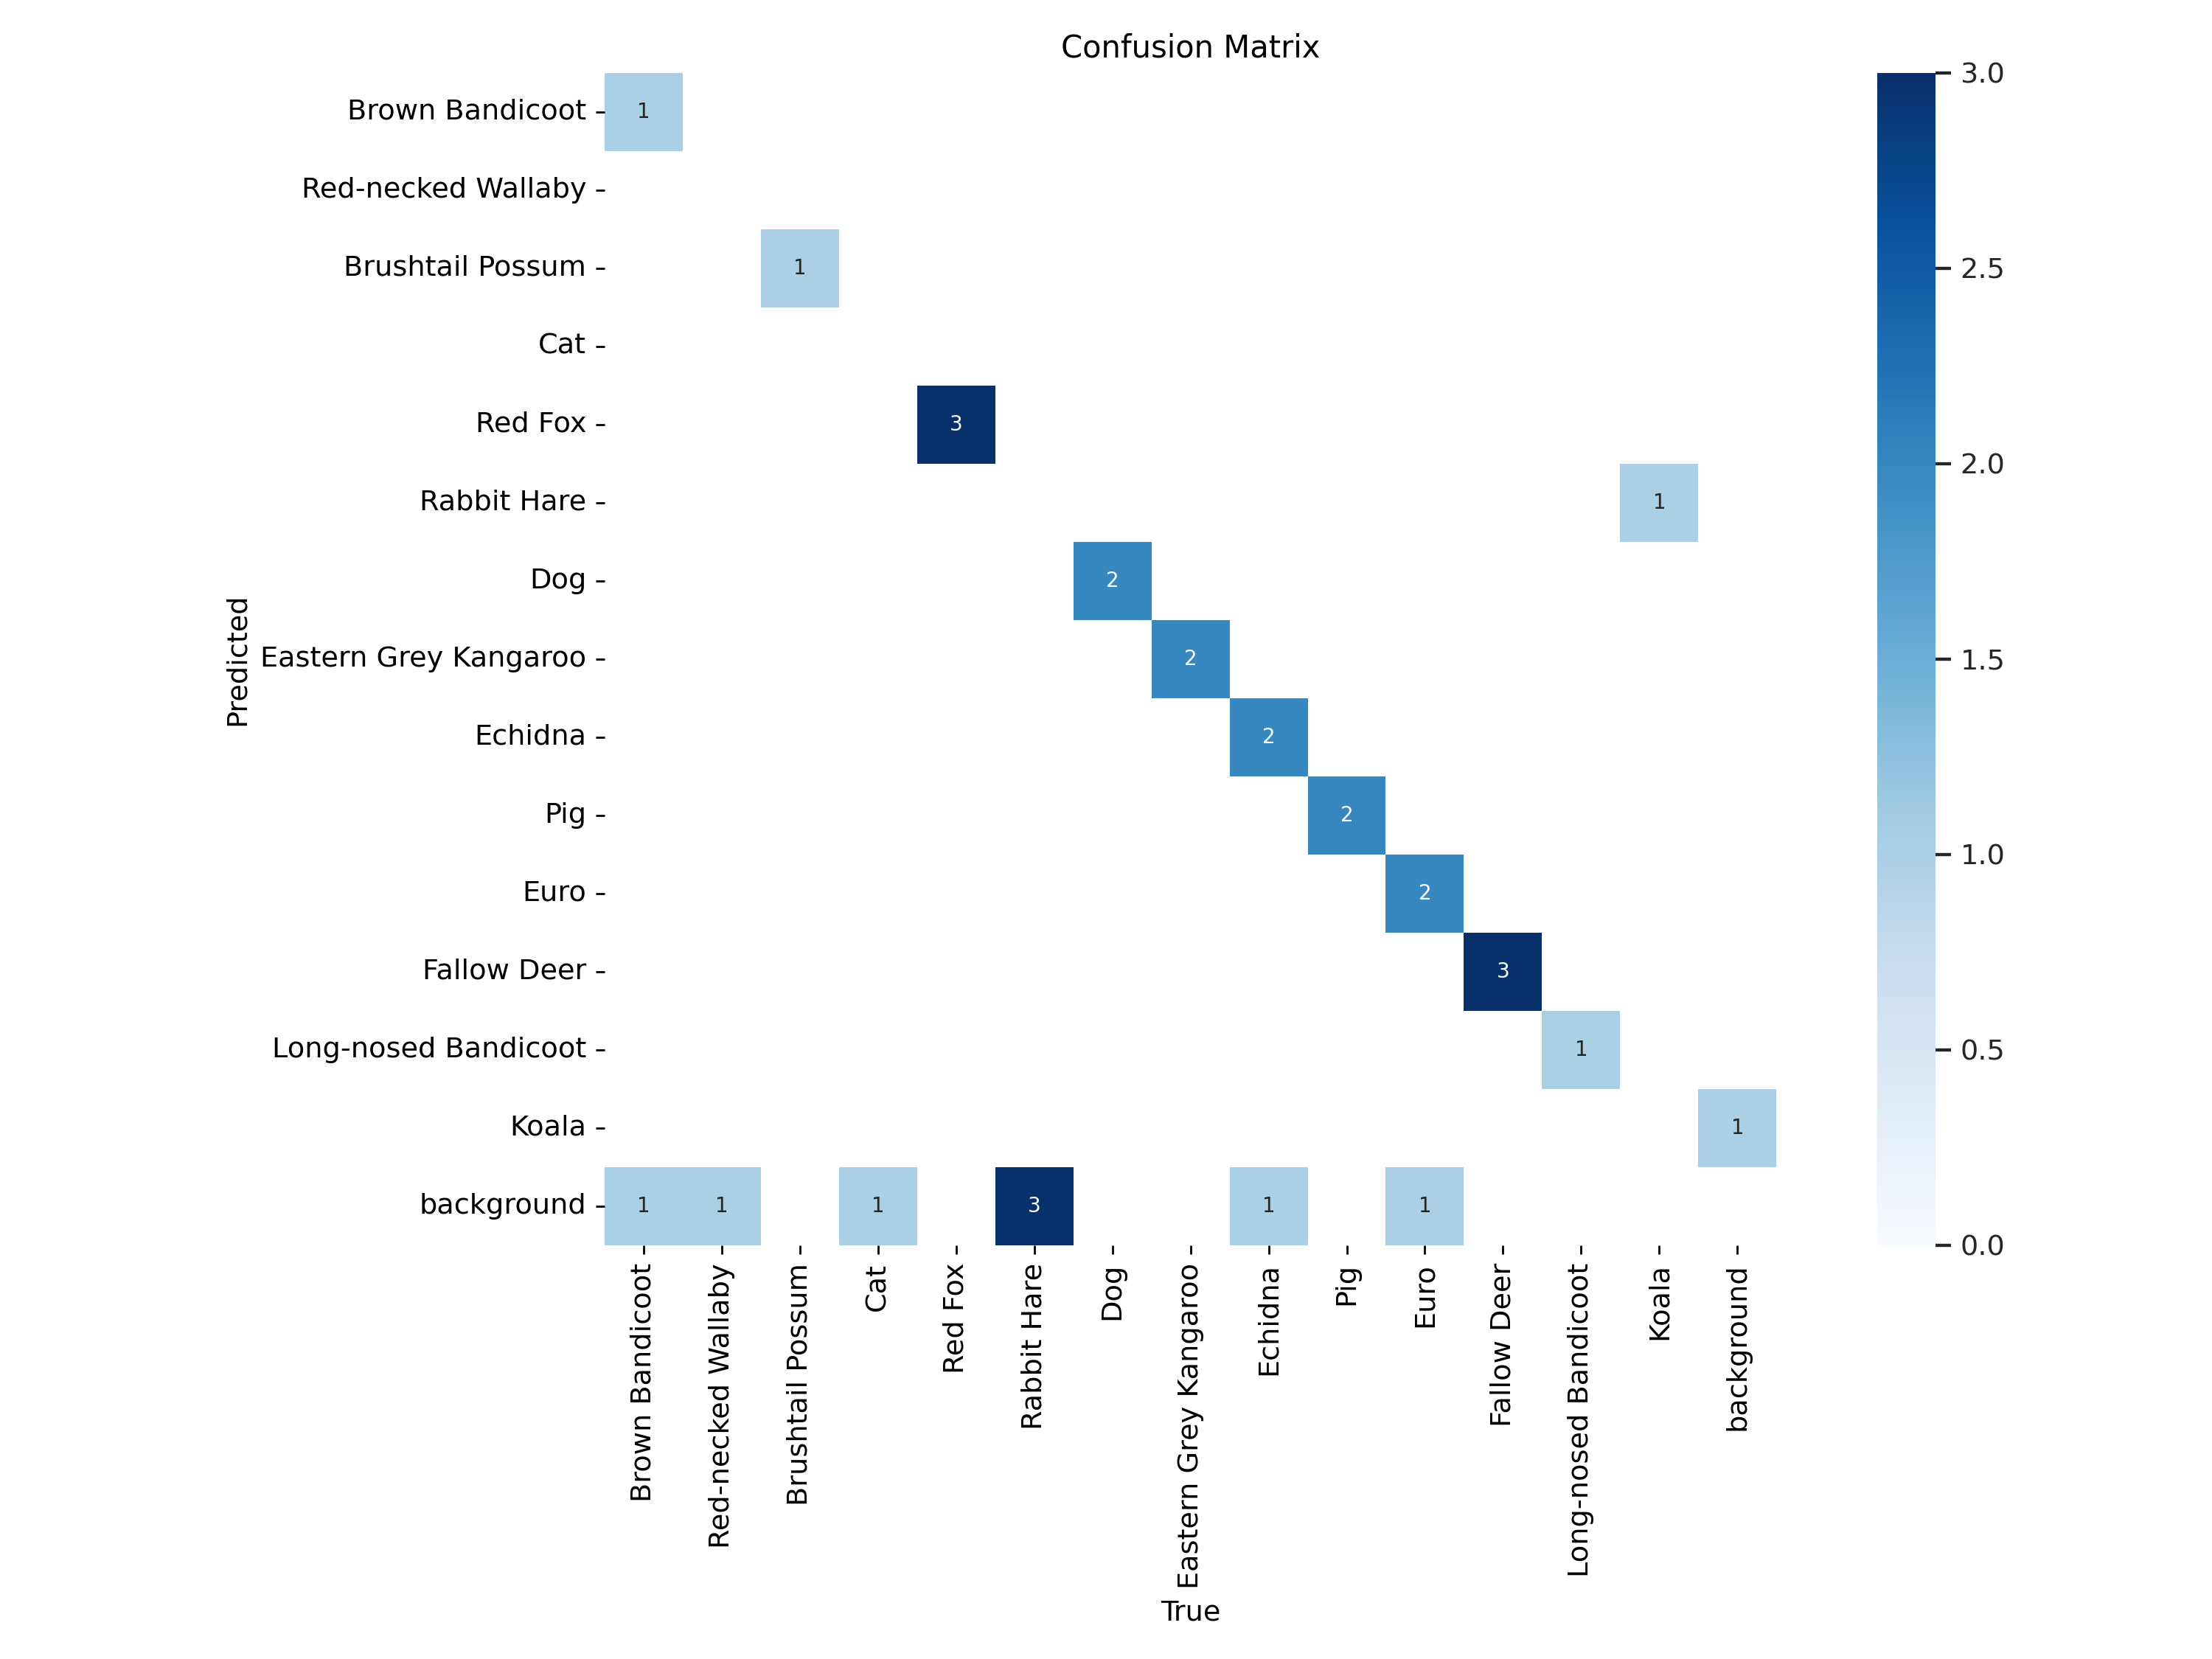 Confusion Matrix
Brown Bandicoot
Red-necked Wallaby
Brushtail Possum
Cat
Red Fox
Rabbit Hare
Dog
Eastern Grey Kangaroo
Echidna
Pig
Euro
Fallow Deer
Long-nosed Bandicoot
Koala
background
Predicted
1
1
3
1
2
2
2
2
2
3
1
1
1 1 1 3 1 1
3.0
2.5
2.0
1.5
1.0
0.5
0.0
Brown Bandicoot
Red-necked Wallaby
Brushtail Possum
Cat
Red Fox
Rabbit Hare
Dog
Eastern Grey Kangaroo
Echidna
Pig
Euro
Fallow Deer
Long-nosed Bandicoot
Koala
background
True